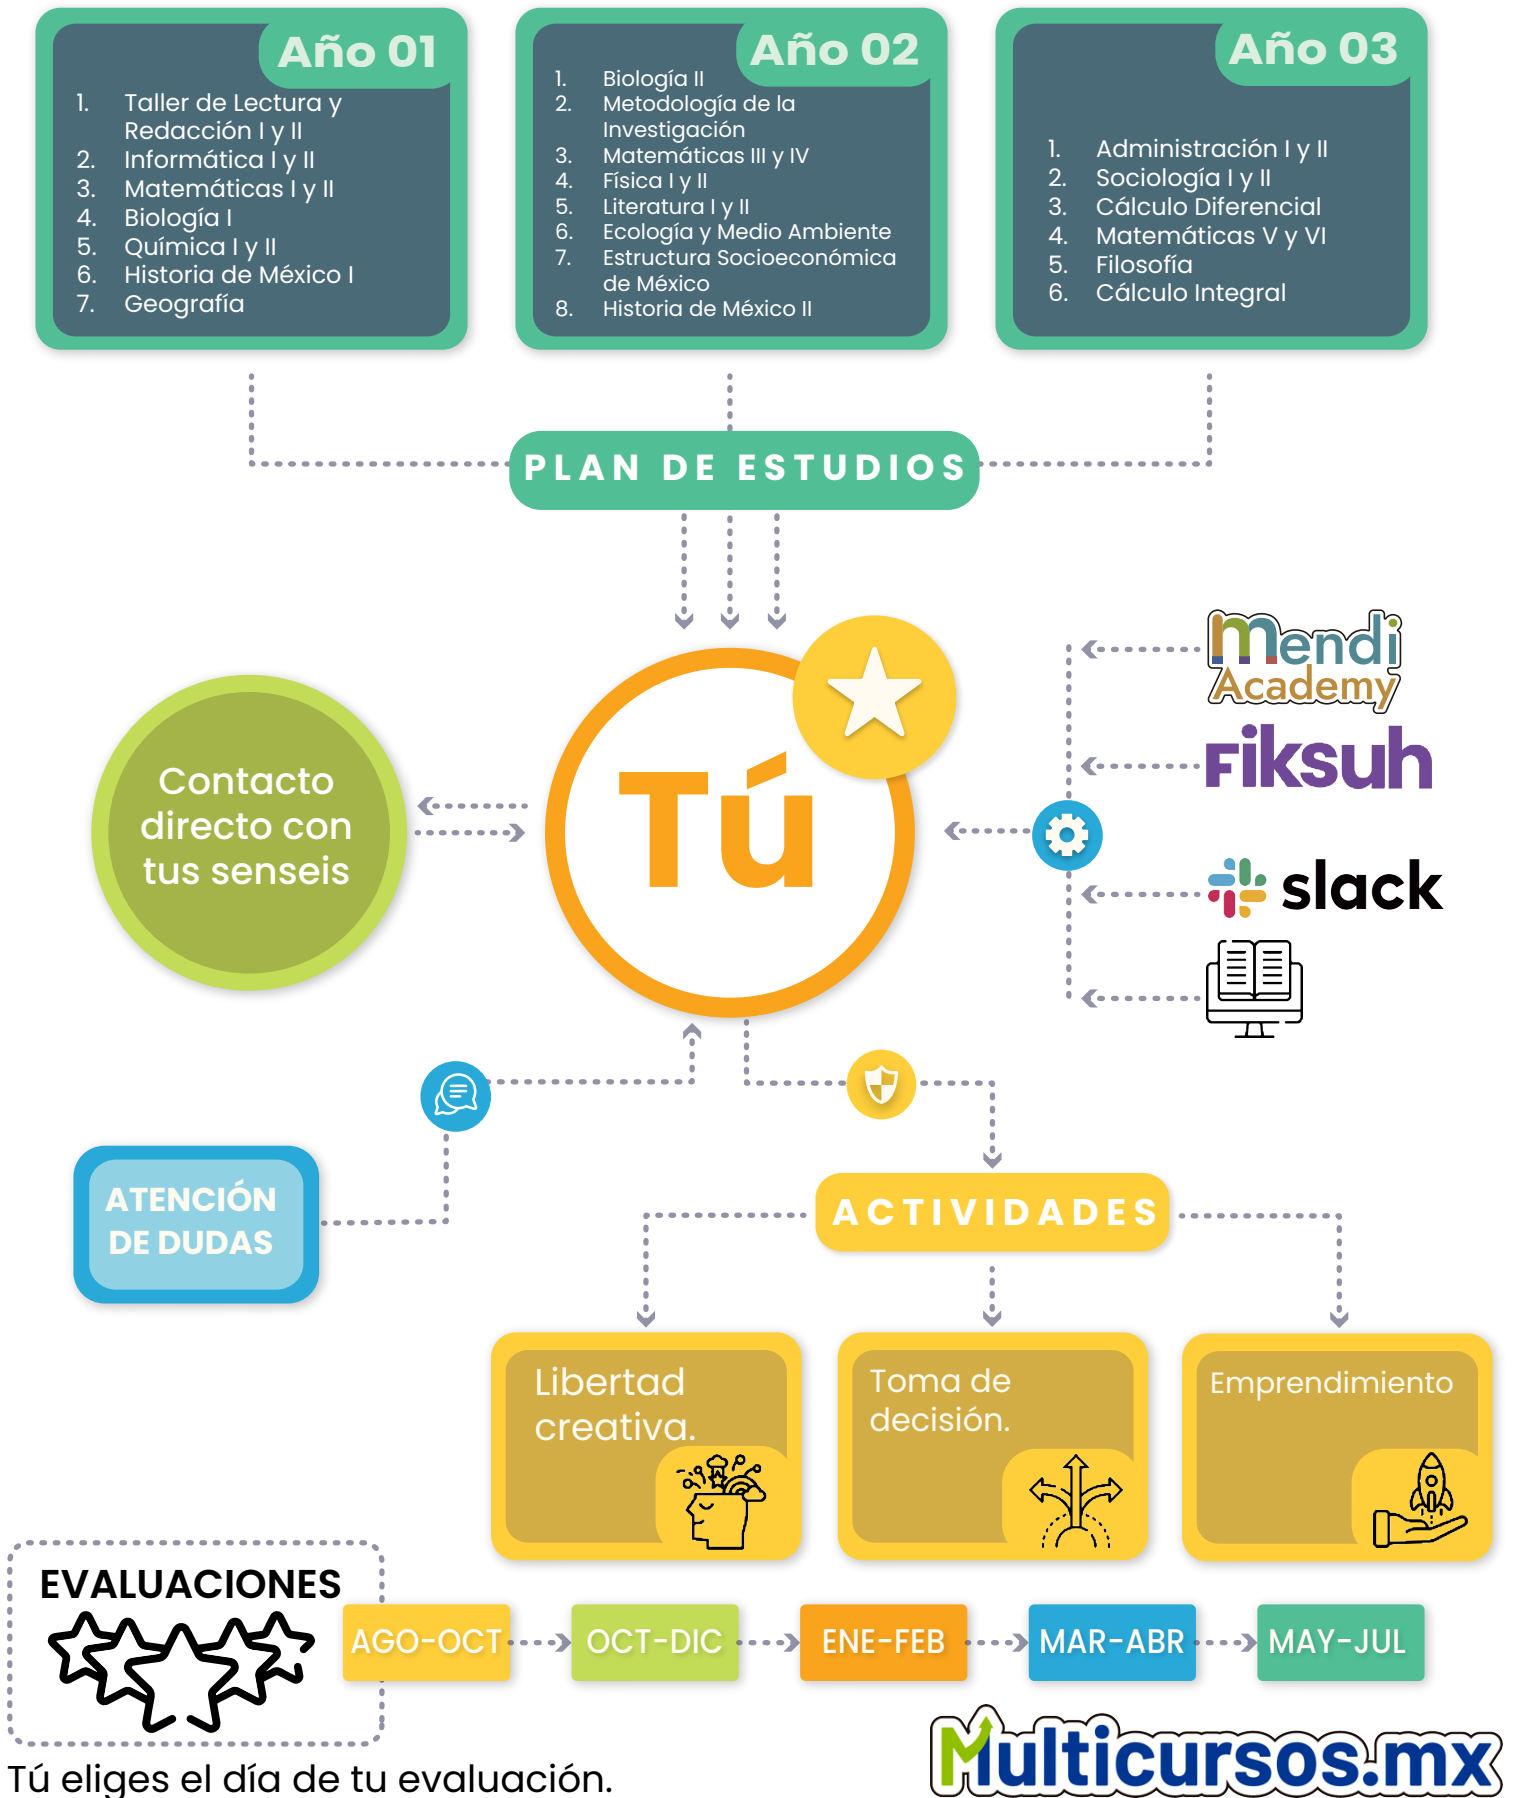 Año 01
1. Taller de Lectura y
Redacción I y II
2. Informática I y II
3. Matemáticas I y II
4. Biología I
5. Química I y II
6. Historia de México I
7. Geografía
Año 02
1. Biología II
2. Metodología de la
Investigación
3. Matemáticas III y IV
4. Física I y II
5. Literatura I y II
6. Ecología y Medio Ambiente
7. Estructura Socioeconómica
de México
8. Historia de México II
Año 03
1. Administración I y II
2. Sociología I y II
3. Cálculo Diferencial
4. Matemáticas V y VI
5. Filosofía
6. Cálculo Integral
PLAN DE ESTUDIOS
Contacto
directo con
tus senseis
Tú
Mendi
Academy
Fiksuh
slack
ATENCIÓN
DE DUDAS
ACTIVIDADES
Libertad
creativa.
Toma de
decisión.
Emprendimiento
EVALUACIONES
AGO-OCT
OCT-DIC
ENE-FEB
MAR-ABR
MAY-JUL
Tú eliges el día de tu evaluación.
Multicursos.mx